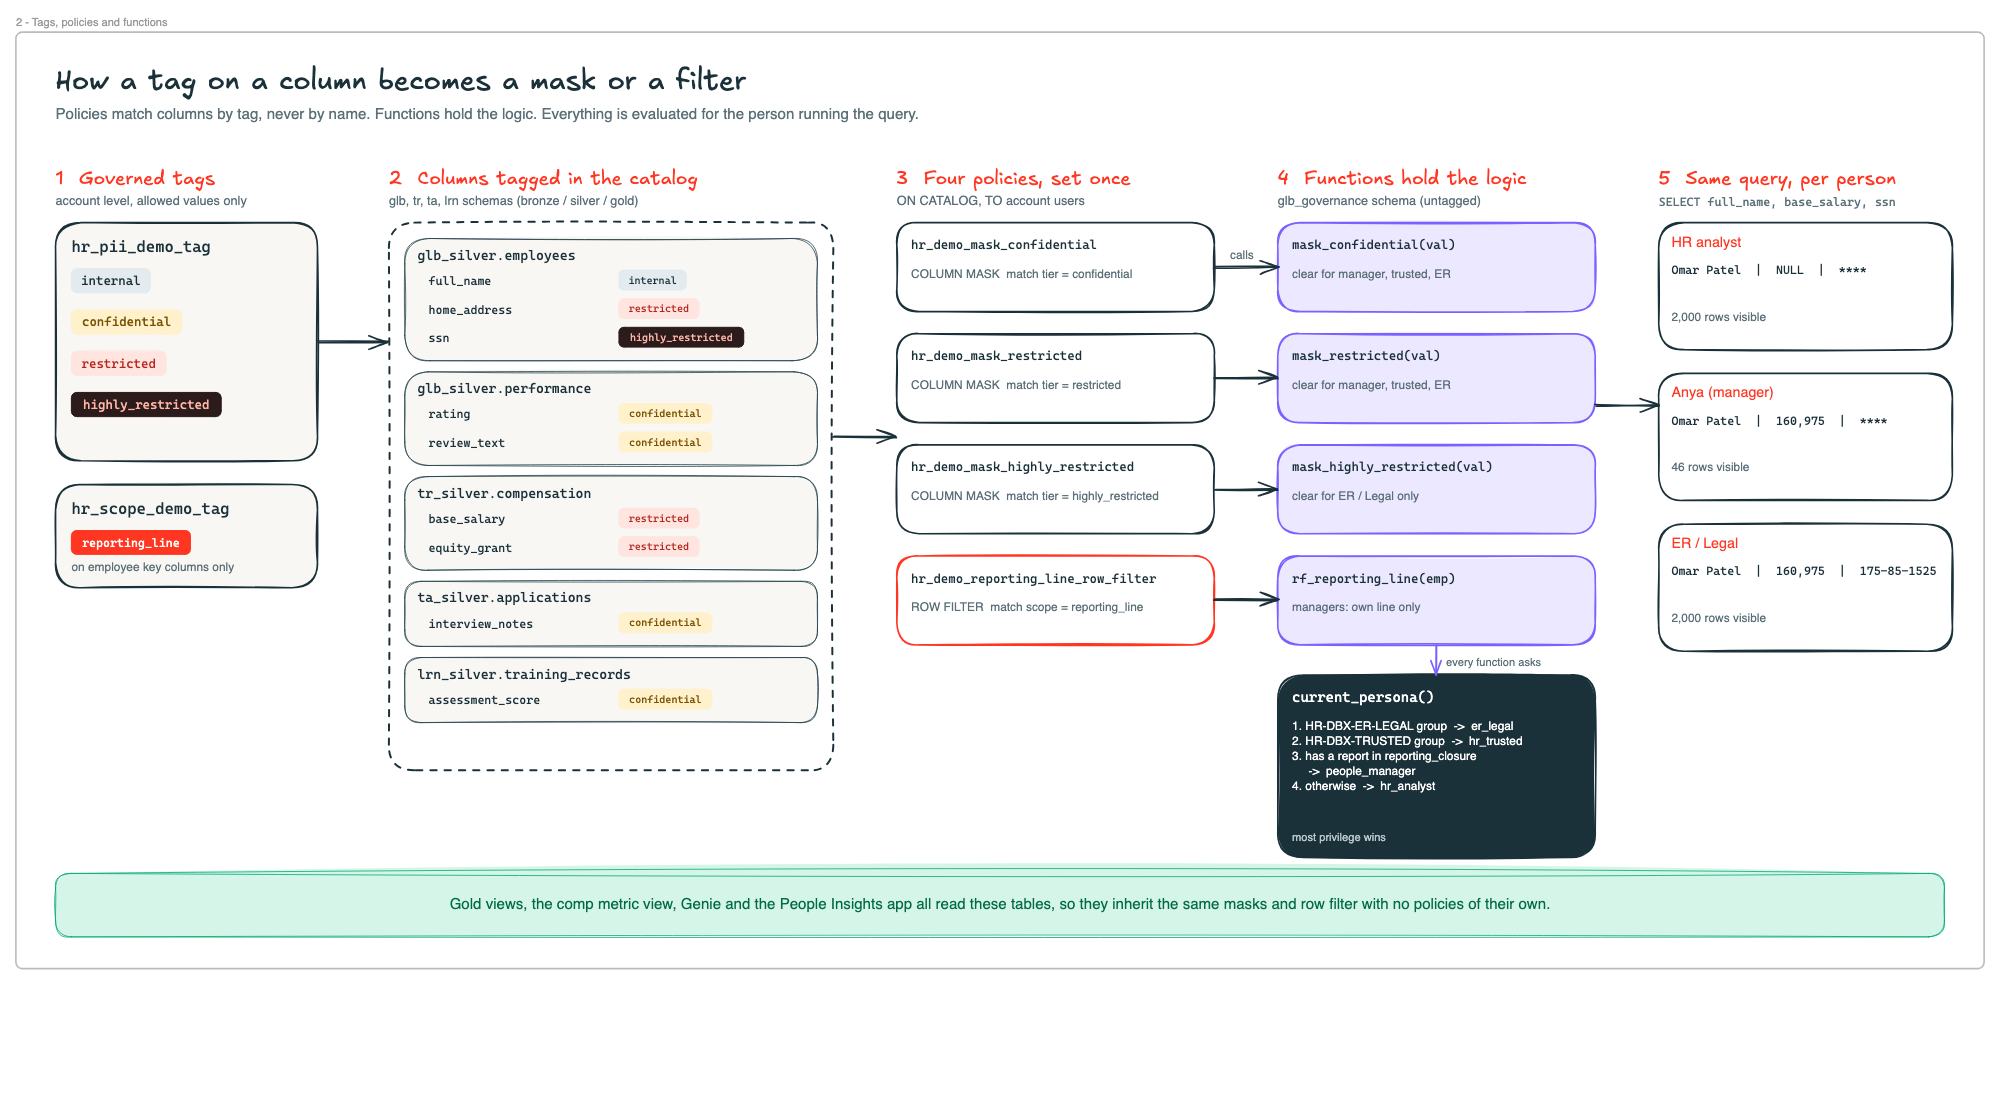 2 - Tags, policies and functions
How a tag on a column becomes a mask or a filter
Policies match columns by tag, never by name. Functions hold the logic. Everything is evaluated for the person running the query.
1 Governed tags
account level, allowed values only
hr_pii_demo_tag
internal
confidential
restricted
highly_restricted
hr_scope_demo_tag
reporting_line
on employee key columns only
2 Columns tagged in the catalog
glb, tr, ta, lrn schemas (bronze / silver / gold)
glb_silver.employees
full_name internal
home_address restricted
ssn highly_restricted
glb_silver.performance
rating confidential
review_text confidential
tr_silver.compensation
base_salary restricted
equity_grant restricted
ta_silver.applications
interview_notes confidential
lrn_silver.training_records
assessment_score confidential
3 Four policies, set once
ON CATALOG, TO account users
hr_demo_mask_confidential
COLUMN MASK match tier = confidential
hr_demo_mask_restricted
COLUMN MASK match tier = restricted
hr_demo_mask_highly_restricted
COLUMN MASK match tier = highly_restricted
hr_demo_reporting_line_row_filter
ROW FILTER match scope = reporting_line
calls
4 Functions hold the logic
glb_governance schema (untagged)
mask_confidential(val)
clear for manager, trusted, ER
mask_restricted(val)
clear for manager, trusted, ER
mask_highly_restricted(val)
clear for ER / Legal only
rf_reporting_line(emp)
managers: own line only
every function asks
current_persona()
1. HR-DBX-ER-LEGAL group -> er_legal
2. HR-DBX-TRUSTED group -> hr_trusted
3. has a report in reporting_closure
-> people_manager
4. otherwise -> hr_analyst
most privilege wins
5 Same query, per person
SELECT full_name, base_salary, ssn
HR analyst
Omar Patel | NULL | ****
2,000 rows visible
Anya (manager)
Omar Patel | 160,975 | ****
46 rows visible
ER / Legal
Omar Patel | 160,975 | 175-85-1525
2,000 rows visible
Gold views, the comp metric view, Genie and the People Insights app all read these tables, so they inherit the same masks and row filter with no policies of their own.